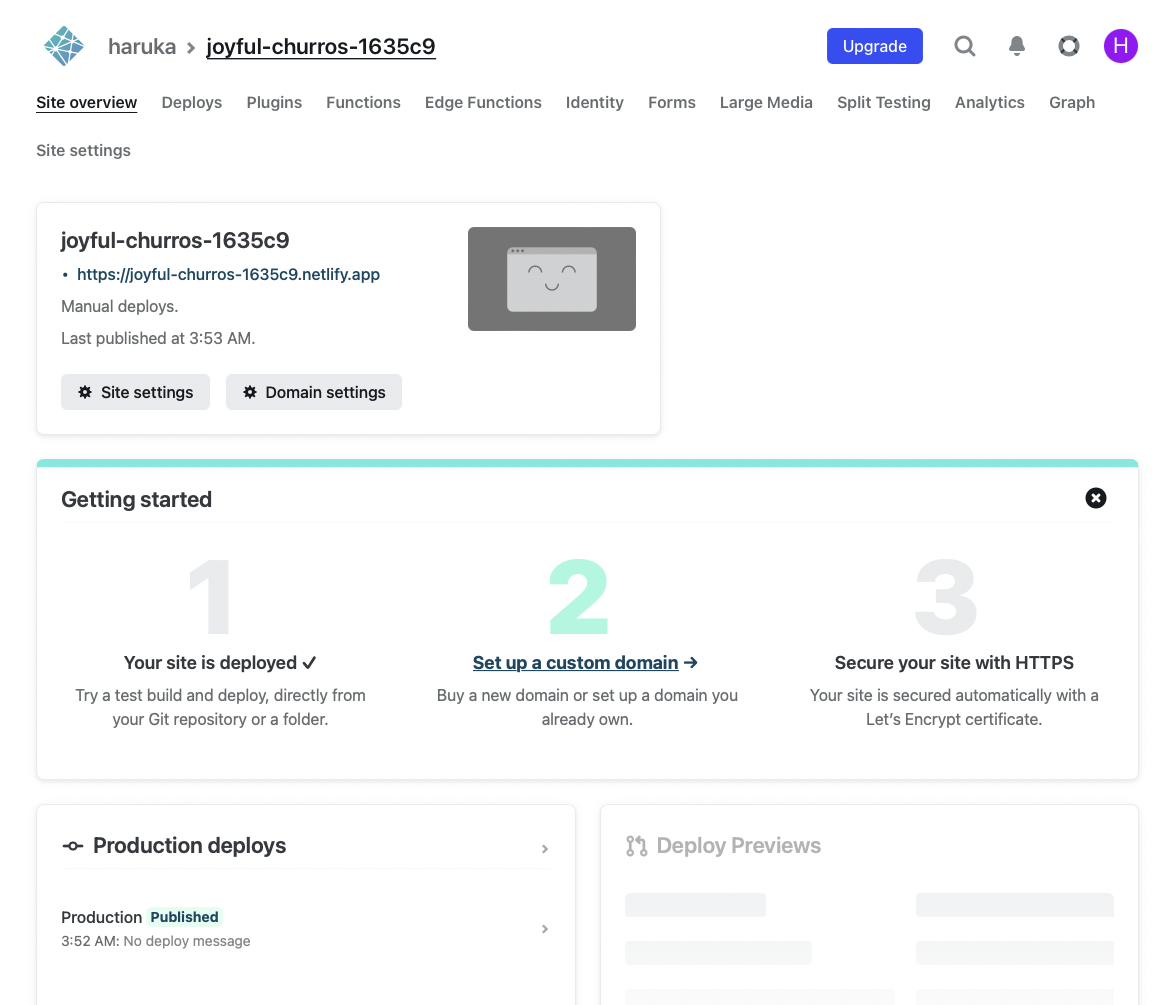 haruka > joyful-churros-1635c9
Upgrade
H
Site overview Deploys Plugins Functions Edge Functions Identity Forms Large Media Split Testing Analytics Graph
Site settings
joyful-churros-1635c9
• https://joyful-churros-1635c9.netlify.app
Manual deploys.
Last published at 3:53 AM.
Site settings Domain settings
Getting started
1
Your site is deployed ✓
Try a test build and deploy, directly from
your Git repository or a folder.
2
Set up a custom domain →
Buy a new domain or set up a domain you
already own.
3
Secure your site with HTTPS
Your site is secured automatically with a
Let’s Encrypt certificate.
Production deploys
Production Published
3:52 AM: No deploy message
Deploy Previews